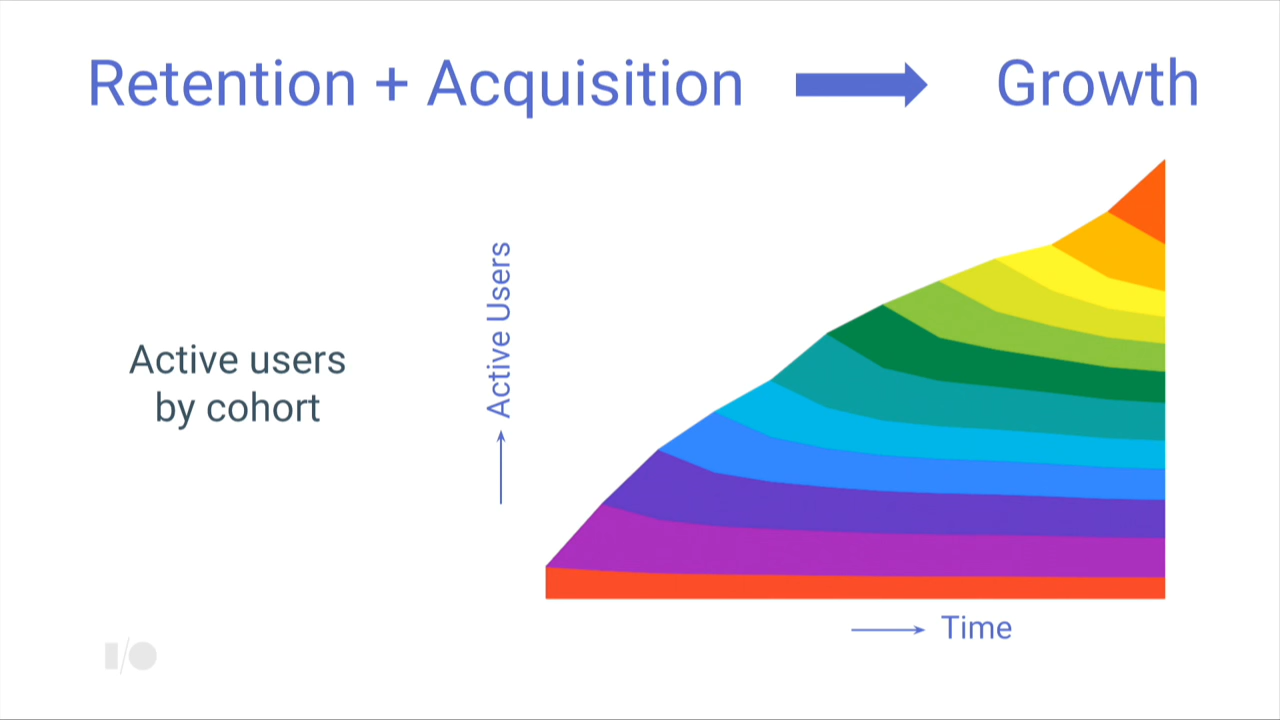 Retention + Acquisition
Growth
Active users
by cohort
Active Users
Time
I/O